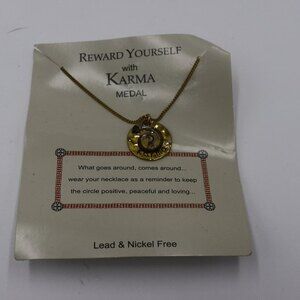 REWARD YOURSELF
with
KARMA
MEDAL
What goes around, comes around...
wear your necklace as a reminder to keep
the circle positive, peaceful and loving...
Lead & Nickel Free